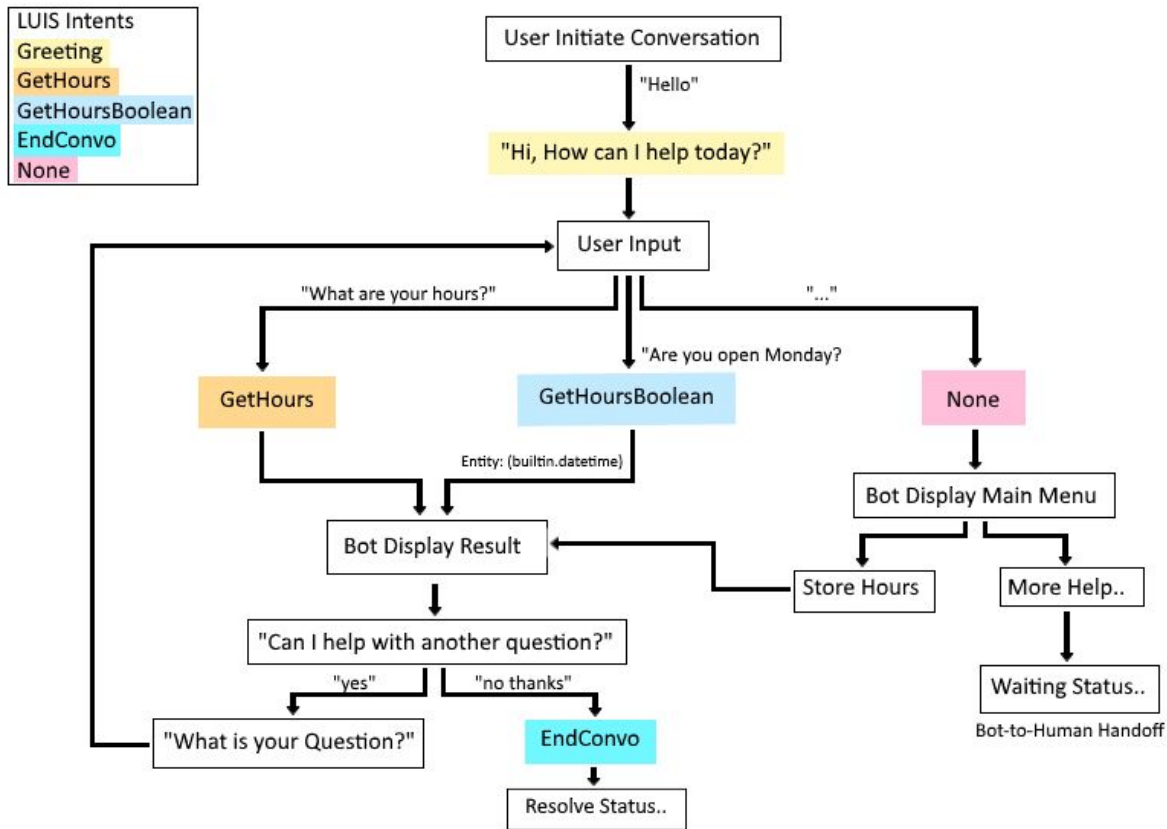 LUIS Intents
Greeting
GetHours
GetHoursBoolean
EndConvo
None
User Initiate Conversation
"Hello"
"Hi, How can I help today?"
User Input
"What are your hours?"
"..."
"Are you open Monday?
GetHours
GetHoursBoolean
None
Entity: (builtin.datetime)
Bot Display Main Menu
Bot Display Result
Store Hours
More Help..
"Can I help with another question?"
"yes"
"no thanks"
Waiting Status..
Bot-to-Human Handoff
"What is your Question?"
EndConvo
Resolve Status..